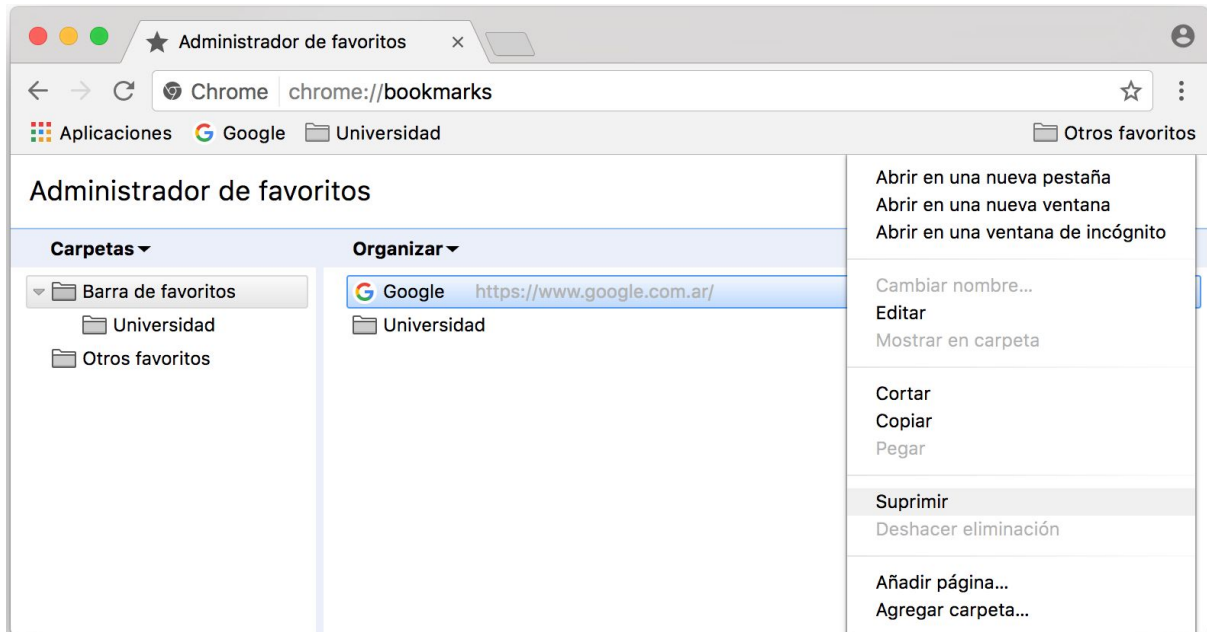 Administrador de favoritos
Chrome chrome://bookmarks
Aplicaciones Google Universidad Otros favoritos
Administrador de favoritos
Carpetas Organizar
Barra de favoritos
Universidad
Otros favoritos
Google https://www.google.com.ar/
Universidad
Abrir en una nueva pestaña
Abrir en una nueva ventana
Abrir en una ventana de incógnito
Cambiar nombre...
Editar
Mostrar en carpeta
Cortar
Copiar
Pegar
Suprimir
Deshacer eliminación
Añadir página...
Agregar carpeta...